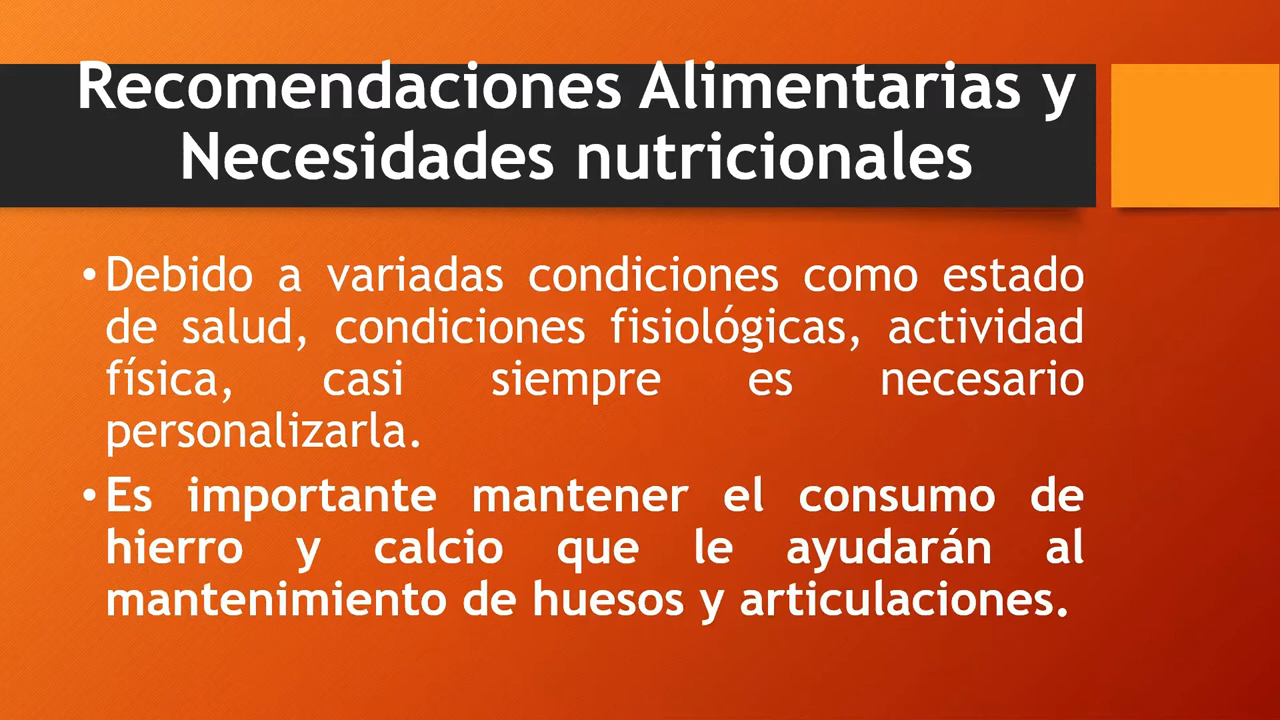 Recomendaciones Alimentarias y
Necesidades nutricionales
• Debido a variadas condiciones como estado
de salud, condiciones fisiológicas, actividad
física, casi siempre es necesario
personalizarla.
• Es importante mantener el consumo de
hierro y calcio que le ayudarán al
mantenimiento de huesos y articulaciones.